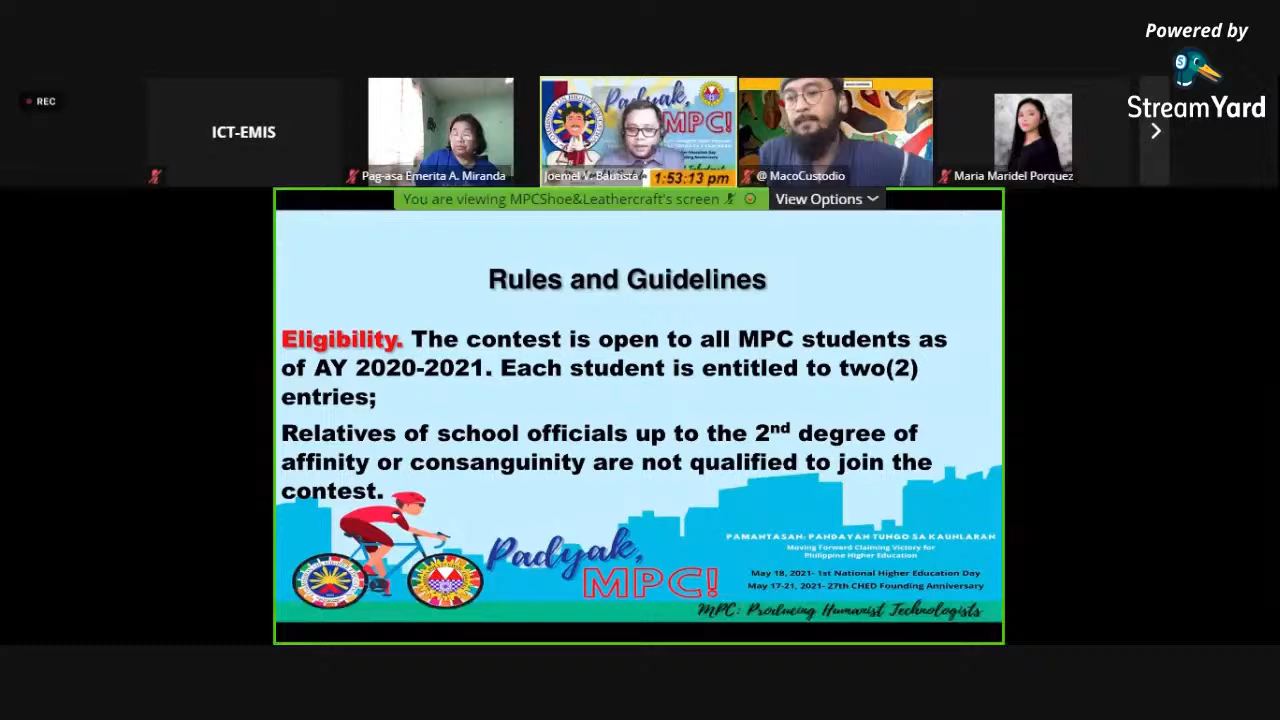 Powered by
StreamYard
REC
ICT-EMIS
Padyak,
MPC!
Pag-asa Emerita A. Miranda
Joemel V. Bautista
1:53:13 pm
@ MacoCustodio
Maria Maridel Porquez
You are viewing MPCShoe&Leathercraft's screen
View Options
Rules and Guidelines
Eligibility. The contest is open to all MPC students as
of AY 2020-2021. Each student is entitled to two(2)
entries;
Relatives of school officials up to the 2nd degree of
affinity or consanguinity are not qualified to join the
contest.
Padyak,
MPC!
PAMANTASAN: PANDAYAN TUNGO SA KAUNLARAN
Moving Forward Claiming Victory for
Philippine Higher Education
May 18, 2021- 1st National Higher Education Day
May 17-21, 2021- 27th CHED Founding Anniversary
MPC: Producing Humanist Technologists